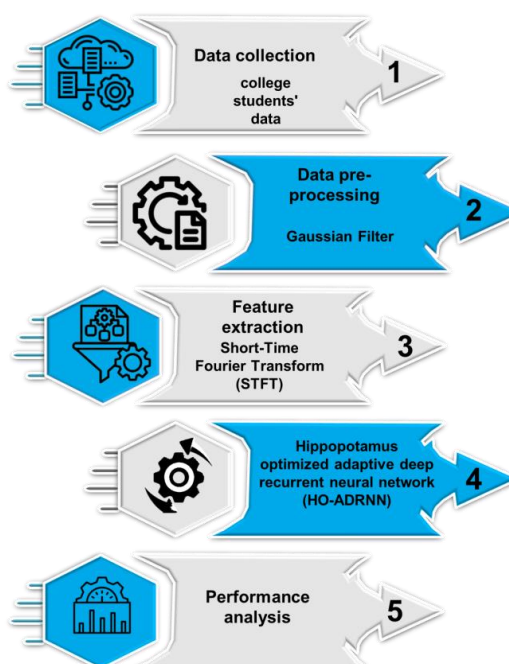 Data collection
college
students'
data
1
Data pre-
processing
Gaussian Filter
2
Feature
extraction
Short-Time
Fourier Transform
(STFT)
3
Hippopotamus
optimized adaptive deep
recurrent neural network
(HO-ADRNN)
4
Performance
analysis
5